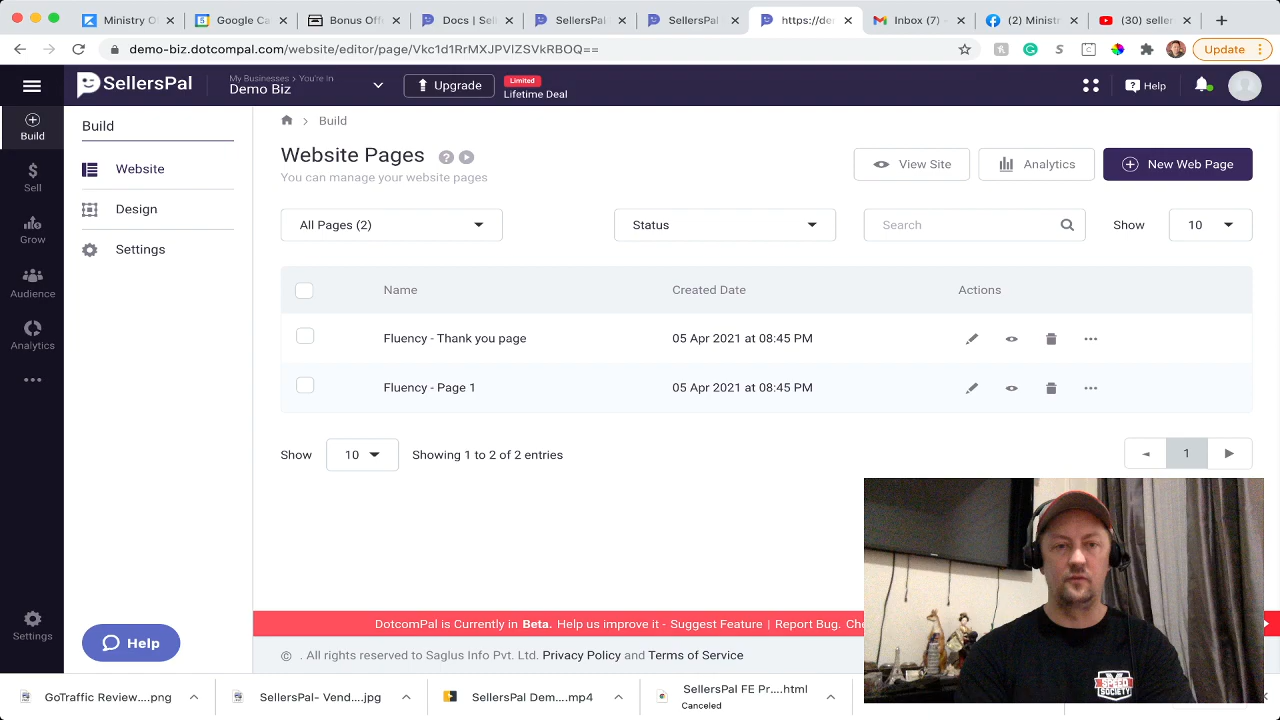 Ministry O
Google Ca
Bonus Off
Docs | Sell
SellersPal
SellersPal
https://de
Inbox (7) -
(2) Ministr
(30) seller
demo-biz.dotcompal.com/website/editor/page/Vkc1d1RrMXJPVlZSVkRBOQ==
Update
SellersPal
My Businesses › You're in
Demo Biz
Upgrade
Limited
Lifetime Deal
Help
Build
Sell
Grow
Audience
Analytics
Settings
Build
Website
Design
Settings
Help
Build
Website Pages
You can manage your website pages
View Site
Analytics
New Web Page
All Pages (2)
Status
Search
Show
10
Name
Created Date
Actions
Fluency - Thank you page
05 Apr 2021 at 08:45 PM
Fluency - Page 1
05 Apr 2021 at 08:45 PM
Show
10
Showing 1 to 2 of 2 entries
1
SPEED
SOCIETY
DotcomPal is Currently in Beta. Help us improve it - Suggest Feature | Report Bug. Che
© . All rights reserved to Saglus Info Pvt. Ltd. Privacy Policy and Terms of Service
GoTraffic Review....png
SellersPal- Vend....jpg
SellersPal Dem....mp4
SellersPal FE Pr....html
Canceled